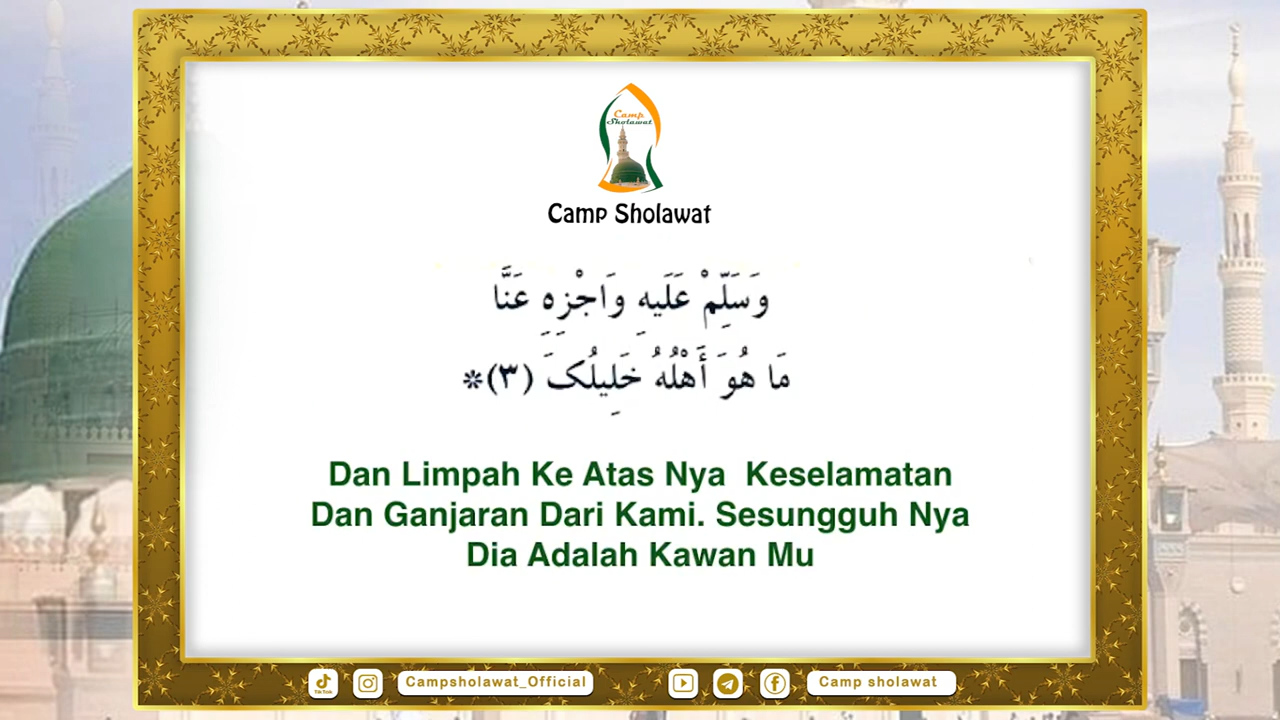 Camp
Sholawat
Camp Sholawat
وَسَلِّمْ عَلَيهِ وَاجْزِهِ عَنَّا
مَا هُوَ أَهْلُهُ خَلِيلُكَ (٣)*
Dan Limpah Ke Atas Nya Keselamatan
Dan Ganjaran Dari Kami. Sesungguh Nya
Dia Adalah Kawan Mu
TikTok
Campsholawat_Official
Camp sholawat